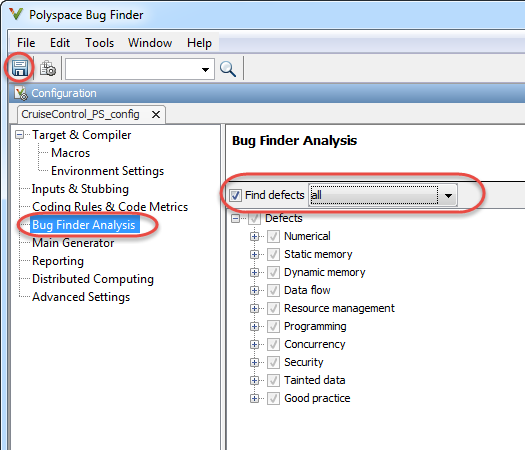 Polyspace Bug Finder
File Edit Tools Window Help
Configuration
CruiseControl_PS_config
Target & Compiler
Macros
Environment Settings
Inputs & Stubbing
Coding Rules & Code Metrics
Bug Finder Analysis
Main Generator
Reporting
Distributed Computing
Advanced Settings
Bug Finder Analysis
Find defects all
Defects
Numerical
Static memory
Dynamic memory
Data flow
Resource management
Programming
Concurrency
Security
Tainted data
Good practice